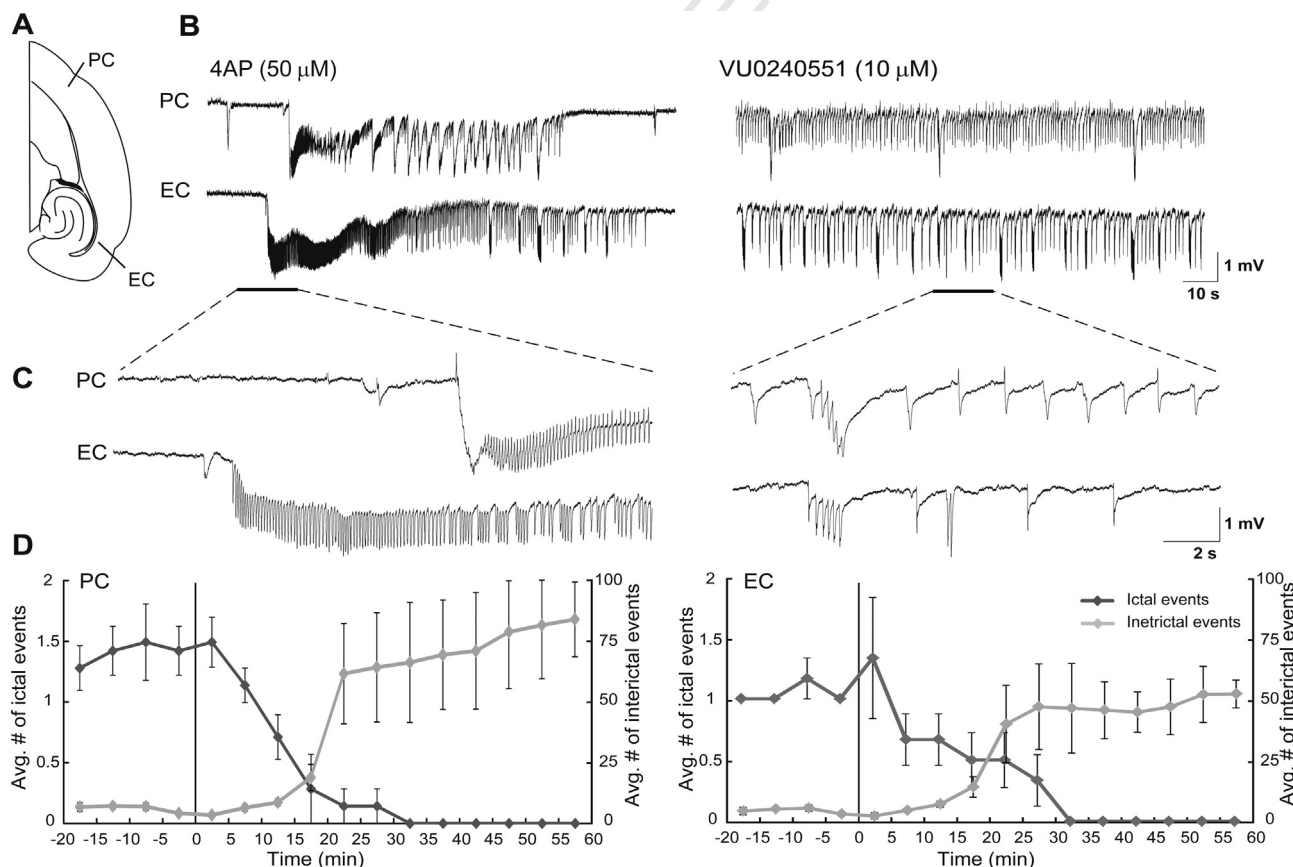 A
PC
EC
B
4AP (50 μM)
VU0240551 (10 μM)
PC
EC
1 mV
10 s
C
PC
EC
1 mV
2 s
D
PC
Avg. # of ictal events
2
1.5
1
0.5
0
Avg. # of interictal events
100
75
50
25
0
-20 -15 -10 -5 0 5 10 15 20 25 30 35 40 45 50 55 60
Time (min)
EC
Ictal events
Inetrictal events
Avg. # of ictal events
2
1.5
1
0.5
0
Avg. # of interictal events
100
75
50
25
0
-20 -15 -10 -5 0 5 10 15 20 25 30 35 40 45 50 55 60
Time (min)